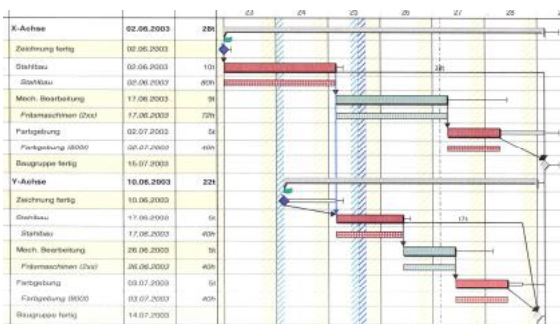 23 24 25 26 27 28
X-Achse 02.06.2003 28t
Zeichnung fertig 02.06.2003
Stahlbau 02.06.2003 10t
Stahlbau 02.06.2003 80h
Mech. Bearbeitung 17.06.2003 9t
Fräsmaschinen (2xx) 17.06.2003 72h
Farbgebung 02.07.2003 5t
Farbgebung (8000) 02.07.2003 40h
Baugruppe fertig 15.07.2003
Y-Achse 10.06.2003 22t
Zeichnung fertig 10.06.2003
Stahlbau 17.06.2003 5t
17t
Stahlbau 17.06.2003 40h
Mech. Bearbeitung 26.06.2003 5t
Fräsmaschinen (2xx) 26.06.2003 40h
Farbgebung 03.07.2003 5t
Farbgebung 03.07.2003 40h
Baugruppe fertig 14.07.2003